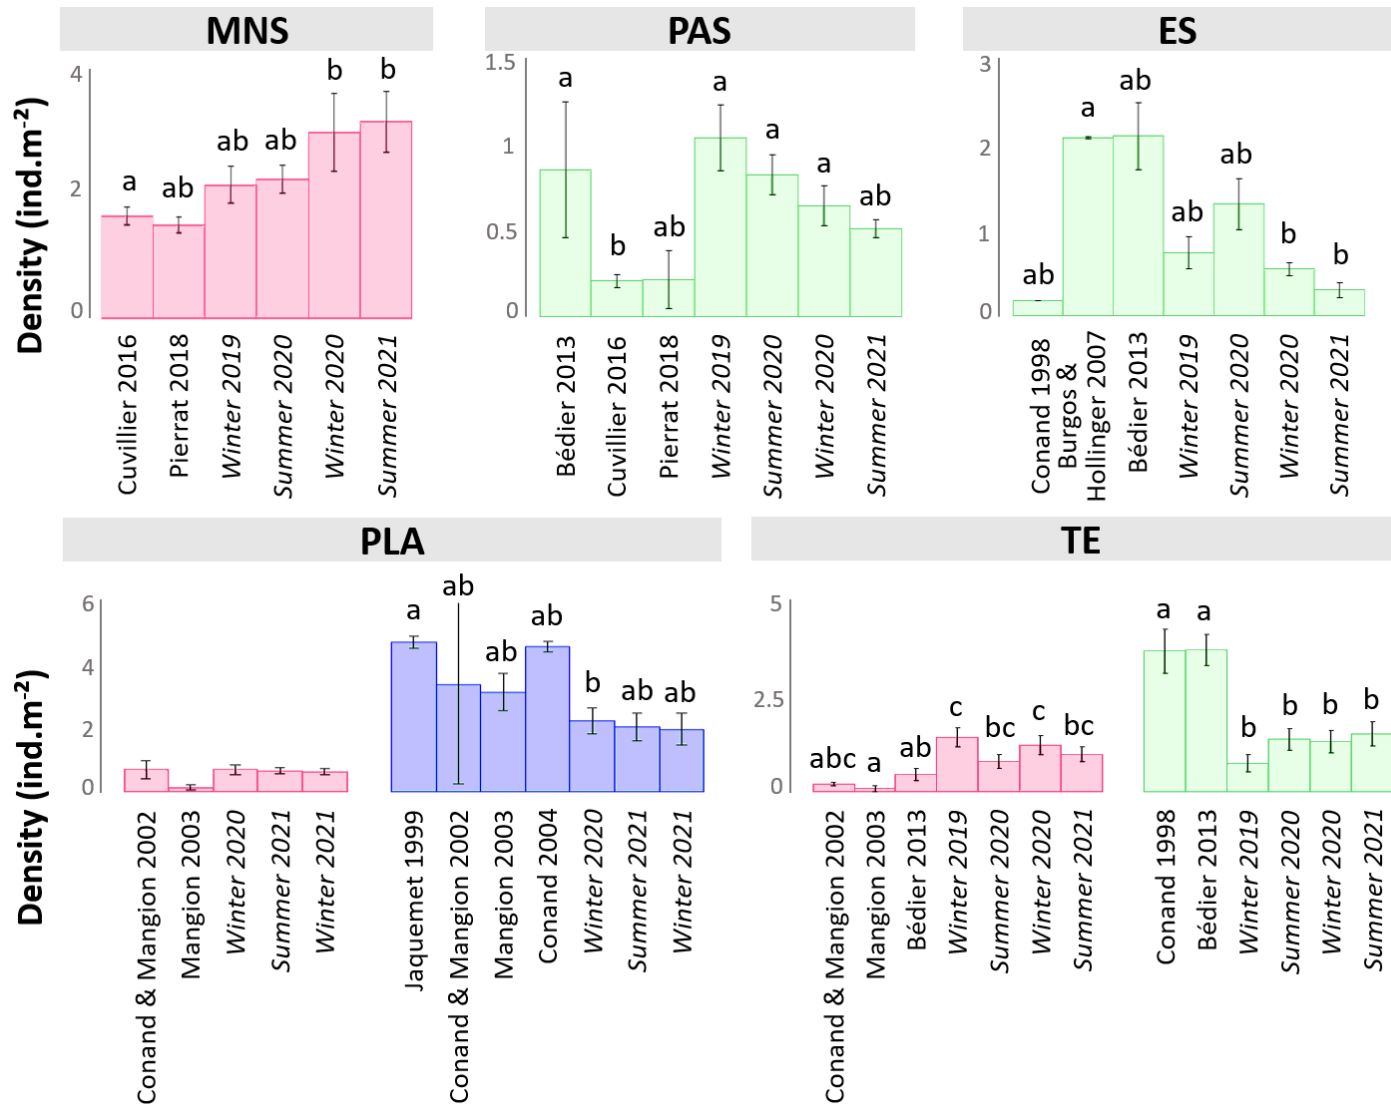 MNS
PAS
ES
Density (ind.m⁻²)
4
2
0
a
ab
ab
ab
b
b
Cuvillier 2016
Pierrat 2018
Winter 2019
Summer 2020
Winter 2020
Summer 2021
1.5
1
0.5
0
a
b
ab
a
a
a
ab
Bédier 2013
Cuvillier 2016
Pierrat 2018
Winter 2019
Summer 2020
Winter 2020
Summer 2021
3
2
1
0
ab
a
ab
ab
ab
b
b
Conand 1998
Burgos &
Hollinger 2007
Bédier 2013
Winter 2019
Summer 2020
Winter 2020
Summer 2021
PLA
TE
Density (ind.m⁻²)
6
4
2
0
Conand & Mangion 2002
Mangion 2003
Winter 2020
Summer 2021
Winter 2021
a
ab
ab
ab
b
ab
ab
Jaquemet 1999
Conand & Mangion 2002
Mangion 2003
Conand 2004
Winter 2020
Summer 2021
Winter 2021
5
2.5
0
abc
a
ab
c
bc
c
bc
Conand & Mangion 2002
Mangion 2003
Bédier 2013
Winter 2019
Summer 2020
Winter 2020
Summer 2021
a
a
b
b
b
b
Conand 1998
Bédier 2013
Winter 2019
Summer 2020
Winter 2020
Summer 2021